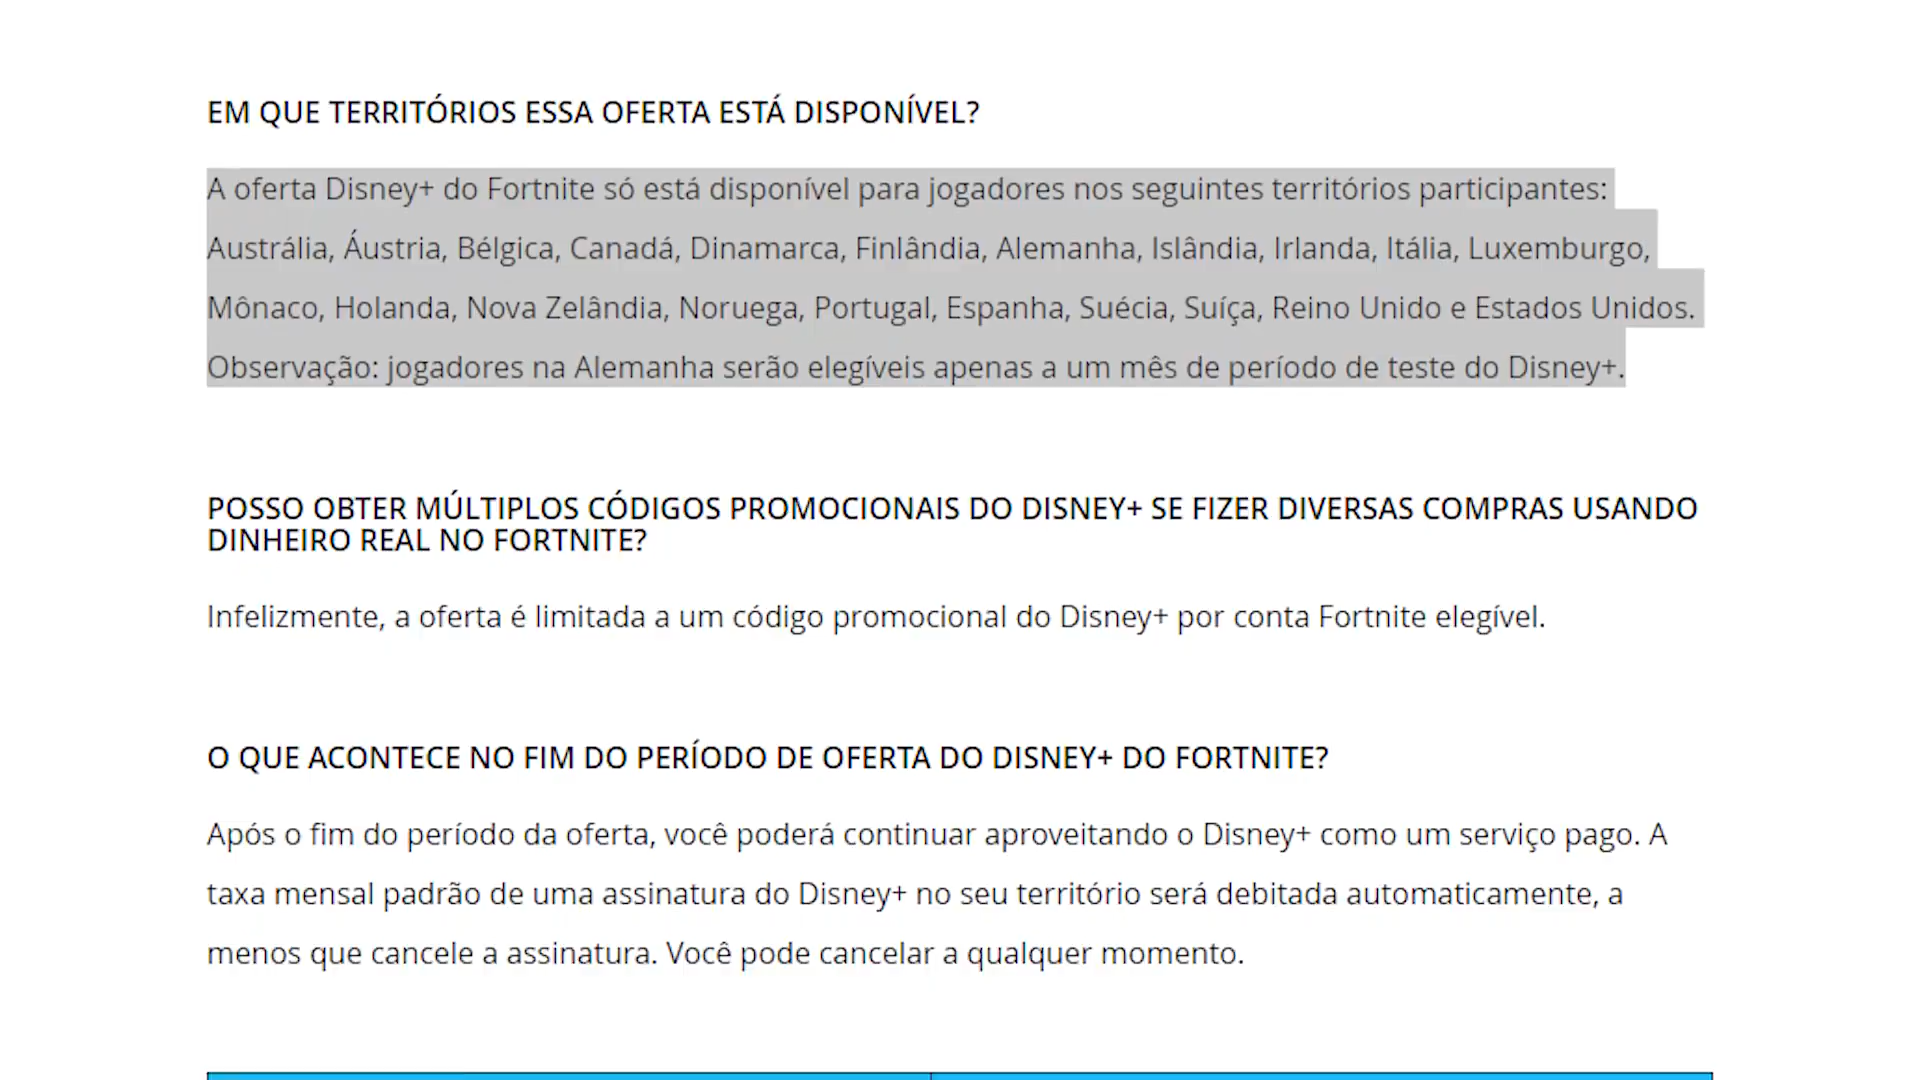 EM QUE TERRITÓRIOS ESSA OFERTA ESTÁ DISPONÍVEL?
A oferta Disney+ do Fortnite só está disponível para jogadores nos seguintes territórios participantes:
Austrália, Áustria, Bélgica, Canadá, Dinamarca, Finlândia, Alemanha, Islândia, Irlanda, Itália, Luxemburgo,
Mônaco, Holanda, Nova Zelândia, Noruega, Portugal, Espanha, Suécia, Suíça, Reino Unido e Estados Unidos.
Observação: jogadores na Alemanha serão elegíveis apenas a um mês de período de teste do Disney+.
POSSO OBTER MÚLTIPLOS CÓDIGOS PROMOCIONAIS DO DISNEY+ SE FIZER DIVERSAS COMPRAS USANDO
DINHEIRO REAL NO FORTNITE?
Infelizmente, a oferta é limitada a um código promocional do Disney+ por conta Fortnite elegível.
O QUE ACONTECE NO FIM DO PERÍODO DE OFERTA DO DISNEY+ DO FORTNITE?
Após o fim do período da oferta, você poderá continuar aproveitando o Disney+ como um serviço pago. A
taxa mensal padrão de uma assinatura do Disney+ no seu território será debitada automaticamente, a
menos que cancele a assinatura. Você pode cancelar a qualquer momento.